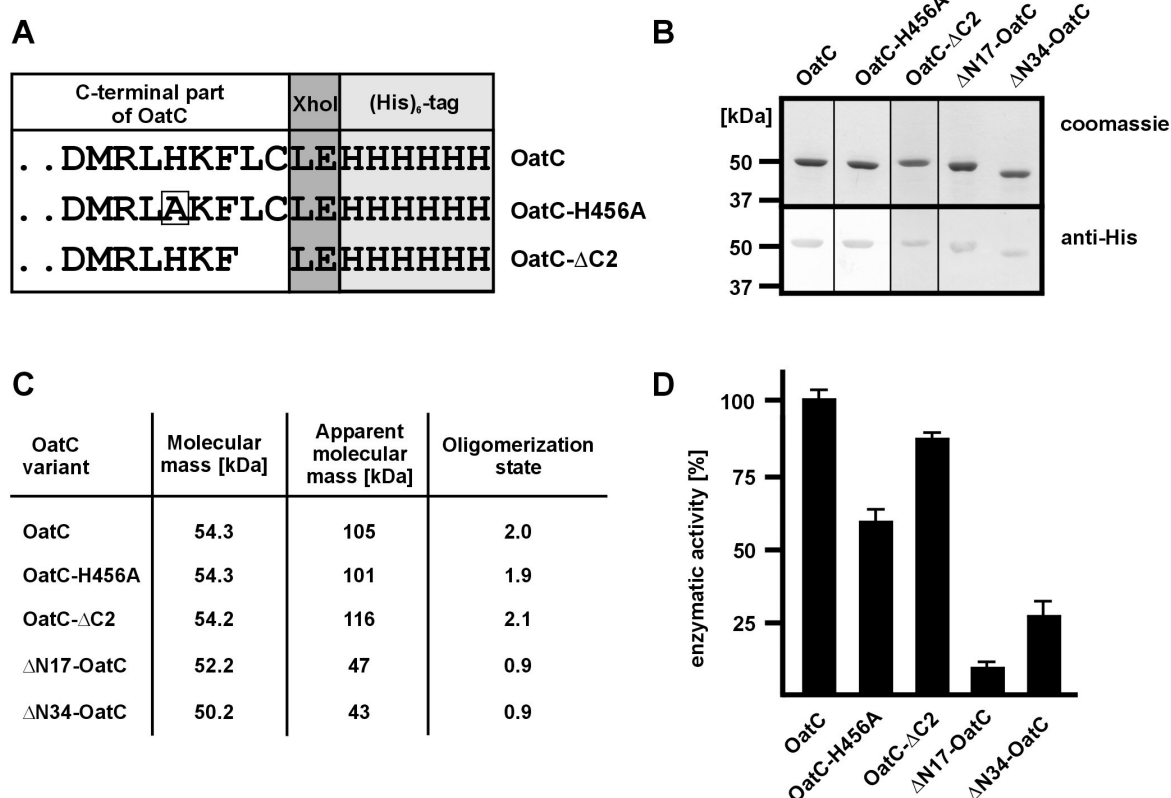 A
C-terminal part
of OatC
XhoI
(His)₆-tag
. . DMRLHKFLCLEHHHHHH OatC
. . DMRLAKFLCLEHHHHHH OatC-H456A
. . DMRLHKF LEHHHHHH OatC-ΔC2
B
OatC
OatC-H456A
OatC-ΔC2
ΔN17-OatC
ΔN34-OatC
[kDa]
50
37
coomassie
50
37
anti-His
C
OatC
variant
Molecular
mass [kDa]
Apparent
molecular
mass [kDa]
Oligomerization
state
OatC 54.3 105 2.0
OatC-H456A 54.3 101 1.9
OatC-ΔC2 54.2 116 2.1
ΔN17-OatC 52.2 47 0.9
ΔN34-OatC 50.2 43 0.9
D
enzymatic activity [%]
100
75
50
25
OatC
OatC-H456A
OatC-ΔC2
ΔN17-OatC
ΔN34-OatC